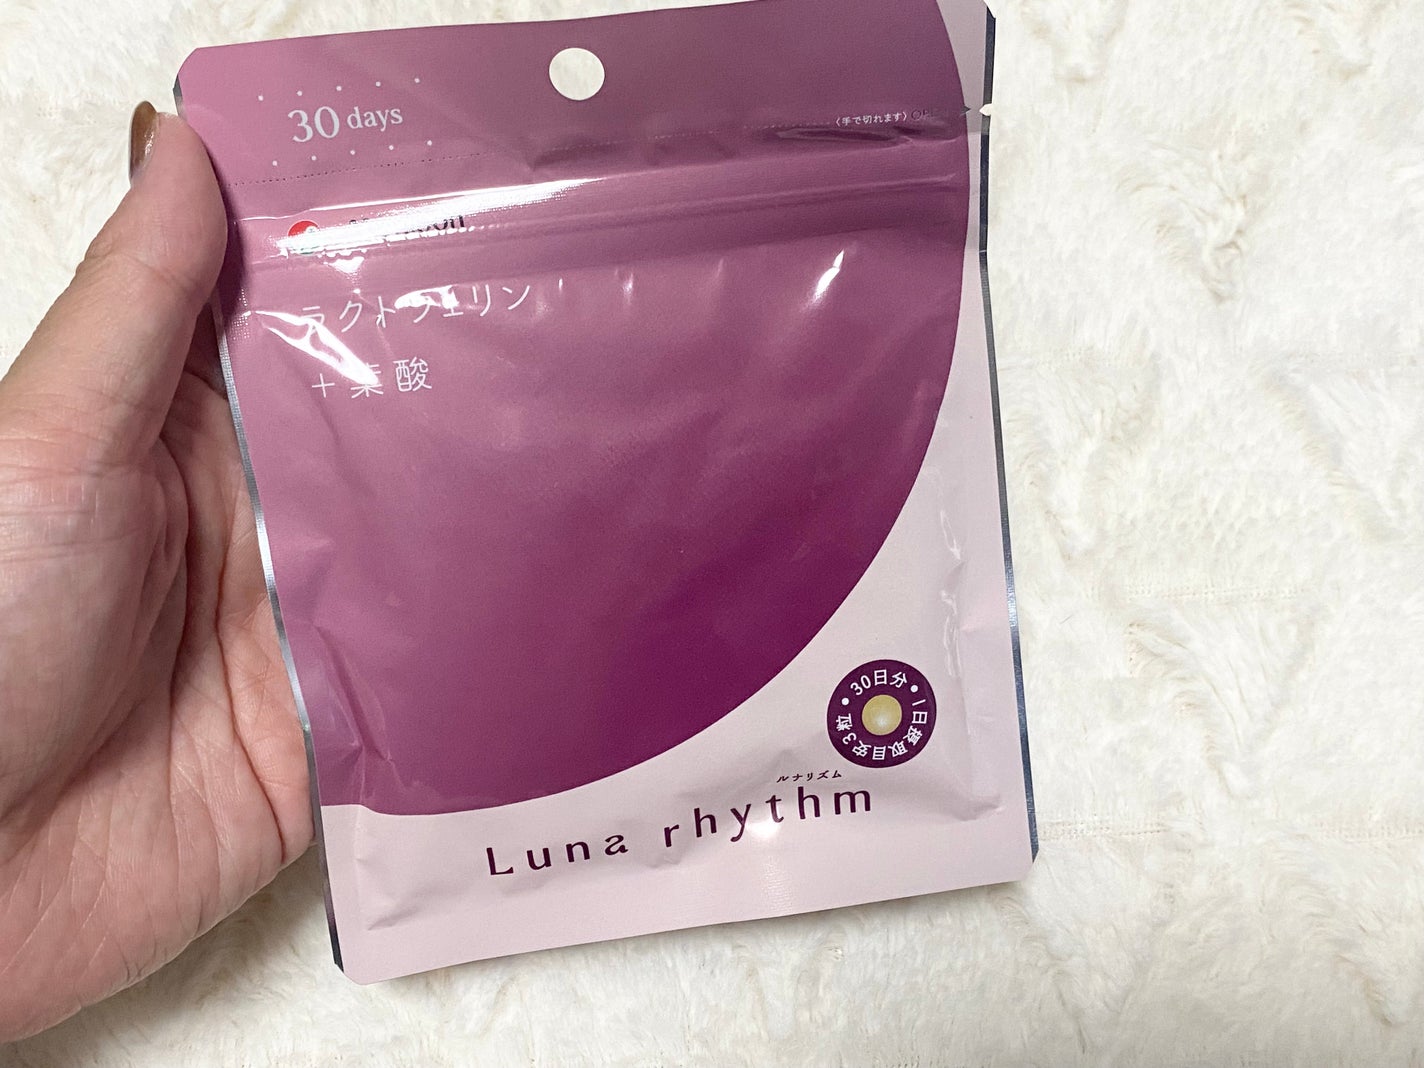 30 days
〈手で切れます〉
ラクトフェリン
+葉酸
30日分・1日摂取目安3粒・
ルナリズム
Luna rhythm